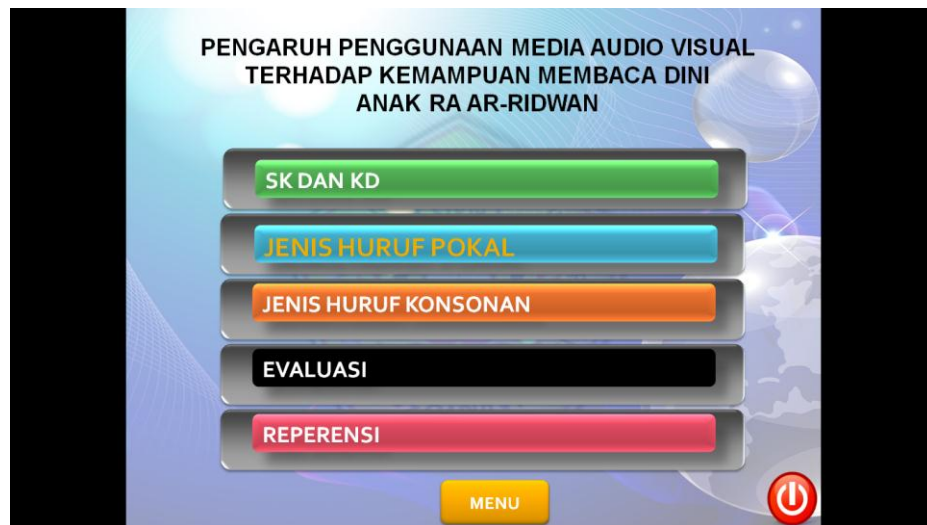 PENGARUH PENGGUNAAN MEDIA AUDIO VISUAL
TERHADAP KEMAMPUAN MEMBACA DINI
ANAK RA AR-RIDWAN
SK DAN KD
JENIS HURUF POKAL
JENIS HURUF KONSONAN
EVALUASI
REPERENSI
MENU